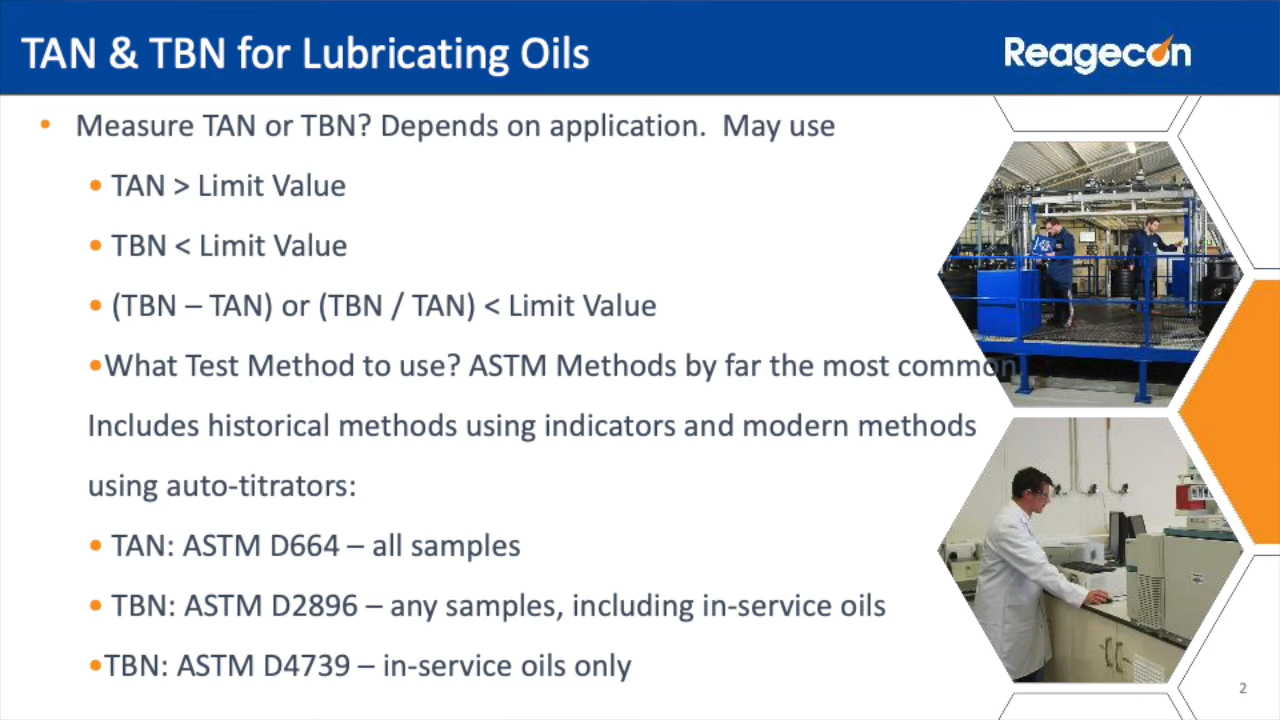 TAN & TBN for Lubricating Oils
Reagecon
• Measure TAN or TBN? Depends on application. May use
• TAN > Limit Value
• TBN < Limit Value
• (TBN – TAN) or (TBN / TAN) < Limit Value
•What Test Method to use? ASTM Methods by far the most common
Includes historical methods using indicators and modern methods
using auto-titrators:
• TAN: ASTM D664 – all samples
• TBN: ASTM D2896 – any samples, including in-service oils
•TBN: ASTM D4739 – in-service oils only
2